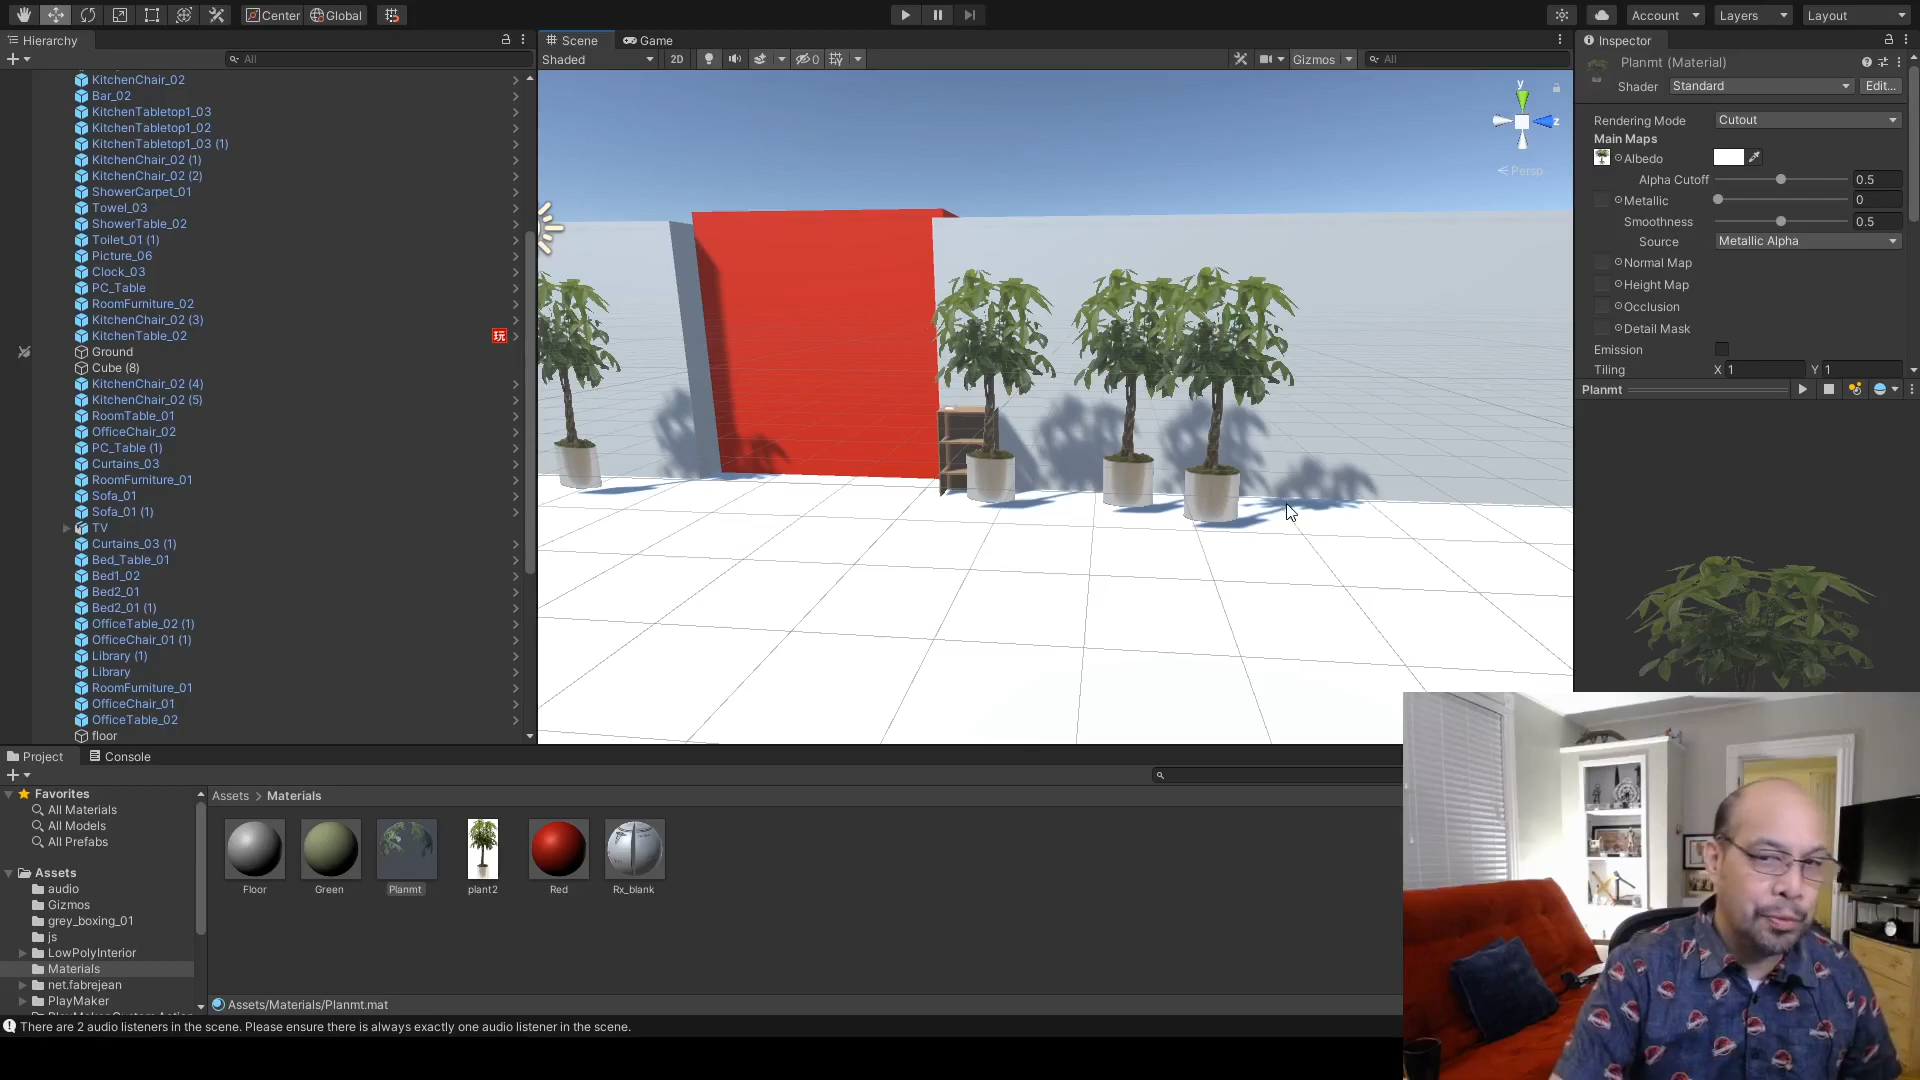 Center
Global
Account
Layers
Layout
Hierarchy
All
KitchenChair_02
Bar_02
KitchenTabletop1_03
KitchenTabletop1_02
KitchenTabletop1_03 (1)
KitchenChair_02 (1)
KitchenChair_02 (2)
ShowerCarpet_01
Towel_03
ShowerTable_02
Toilet_01 (1)
Picture_06
Clock_03
PC_Table
RoomFurniture_02
KitchenChair_02 (3)
KitchenTable_02
玩
Ground
Cube (8)
KitchenChair_02 (4)
KitchenChair_02 (5)
RoomTable_01
OfficeChair_02
PC_Table (1)
Curtains_03
RoomFurniture_01
Sofa_01
Sofa_01 (1)
TV
Curtains_03 (1)
Bed_Table_01
Bed1_02
Bed2_01
Bed2_01 (1)
OfficeTable_02 (1)
OfficeChair_01 (1)
Library (1)
Library
RoomFurniture_01
OfficeChair_01
OfficeTable_02
floor
Scene
Game
Shaded
2D
0
Gizmos
All
y
z
Persp
Inspector
Planmt (Material)
Shader
Standard
Edit...
Rendering Mode
Cutout
Main Maps
Albedo
Alpha Cutoff
0.5
Metallic
0
Smoothness
0.5
Source
Metallic Alpha
Normal Map
Height Map
Occlusion
Detail Mask
Emission
Tiling
X 1
Y 1
Planmt
Project
Console
Favorites
All Materials
All Models
All Prefabs
Assets
audio
Gizmos
grey_boxing_01
js
LowPolyInterior
Materials
net.fabrejean
PlayMaker
Assets > Materials
Floor
Green
Planmt
plant2
Red
Rx_blank
Assets/Materials/Planmt.mat
There are 2 audio listeners in the scene. Please ensure there is always exactly one audio listener in the scene.